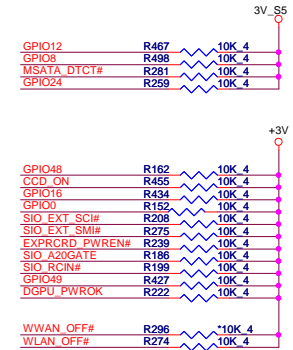 3V_S5
GPIO12 R467 10K_4
GPIO8 R498 10K_4
MSATA_DTCT# R281 10K_4
GPIO24 R259 10K_4
+3V
GPIO48 R162 10K_4
CCD_ON R455 10K_4
GPIO16 R434 10K_4
GPIO0 R152 10K_4
SIO_EXT_SCI# R208 10K_4
SIO_EXT_SMI# R275 10K_4
EXPRCRD_PWREN# R239 10K_4
SIO_A20GATE R186 10K_4
SIO_RCIN# R199 10K_4
GPIO49 R427 10K_4
DGPU_PWROK R222 10K_4
WWAN_OFF# R296 *10K_4
WLAN_OFF# R274 10K_4